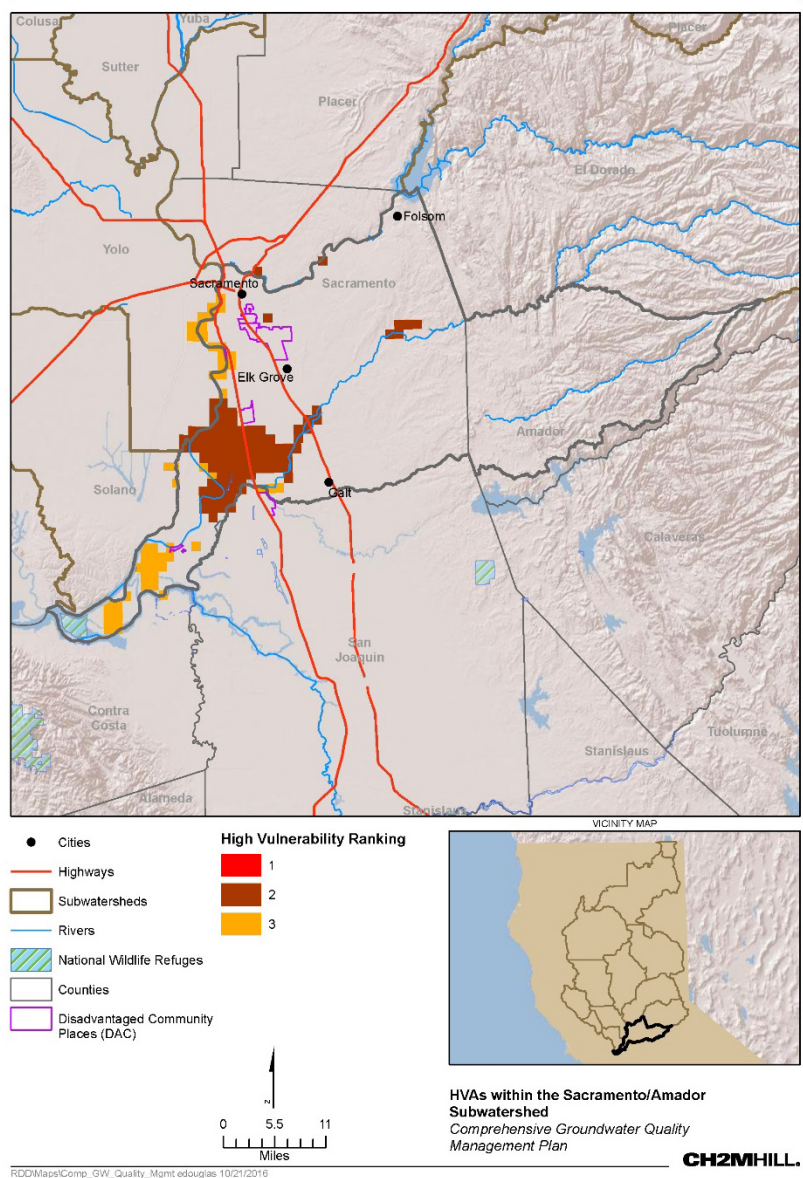 Colusa
Yuba
Placer
Sutter
Placer
El Dorado
Folsom
Yolo
Sacramento
Sacramento
Elk Grove
Amador
Solano
Galt
Calaveras
San
Joaquin
Contra
Costa
Tuolumne
Stanislaus
Alameda
Stanislaus
VICINITY MAP
Cities
Highways
Subwatersheds
Rivers
National Wildlife Refuges
Counties
Disadvantaged Community
Places (DAC)
High Vulnerability Ranking
1
2
3
z
0 5.5 11
Miles
HVAs within the Sacramento/Amador
Subwatershed
Comprehensive Groundwater Quality
Management Plan
CH2MHILL.
RDD\Maps\Comp_GW_Quality_Mgmt edouglas 10/21/2016